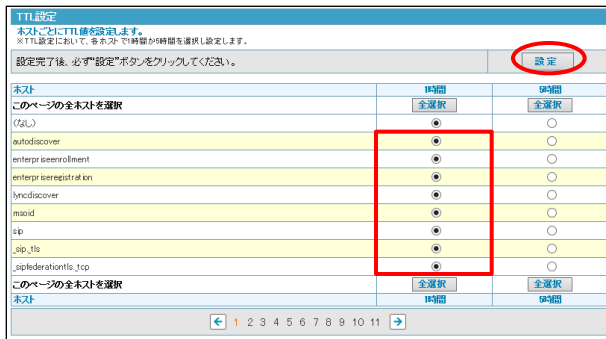 TTL設定
ホストごとにTTL値を設定します。
※TTL設定において、各ホストで1時間か5時間を選択し設定します。
設定完了後、必ず"設定"ボタンをクリックしてください。 設定
ホスト 1時間 5時間
このページの全ホストを選択 全選択 全選択
(なし)
autodiscover
enterpriseenrollment
enterpriseregistration
lyncdiscover
msoid
sip
_sip._tls
_sipfederationtls._tcp
このページの全ホストを選択 全選択 全選択
ホスト 1時間 5時間
1 2 3 4 5 6 7 8 9 10 11